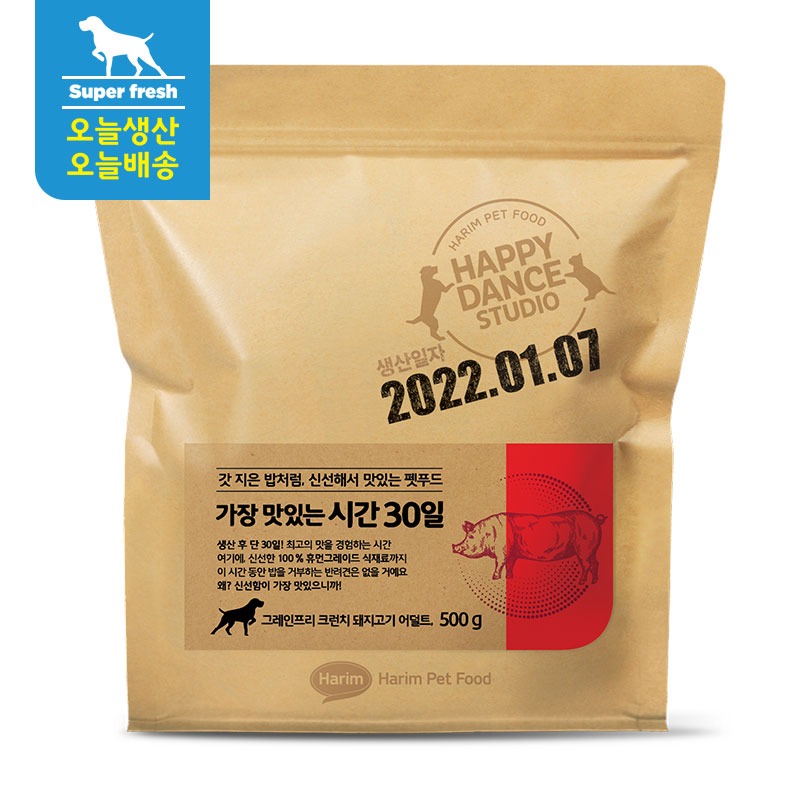 Super fresh
오늘생산
오늘배송
HARIM PET FOOD
HAPPY
DANCE
STUDIO
생산일자
2022.01.07
갓 지은 밥처럼, 신선해서 맛있는 펫푸드
가장 맛있는 시간 30일
생산 후 단 30일! 최고의 맛을 경험하는 시간
여기에, 신선한 100 % 휴먼그레이드 식재료까지
이 시간 동안 밥을 거부하는 반려견은 없을 거예요
왜? 신선함이 가장 맛있으니까!
그레인프리 크런치 돼지고기 어덜트, 500 g
Harim Harim Pet Food